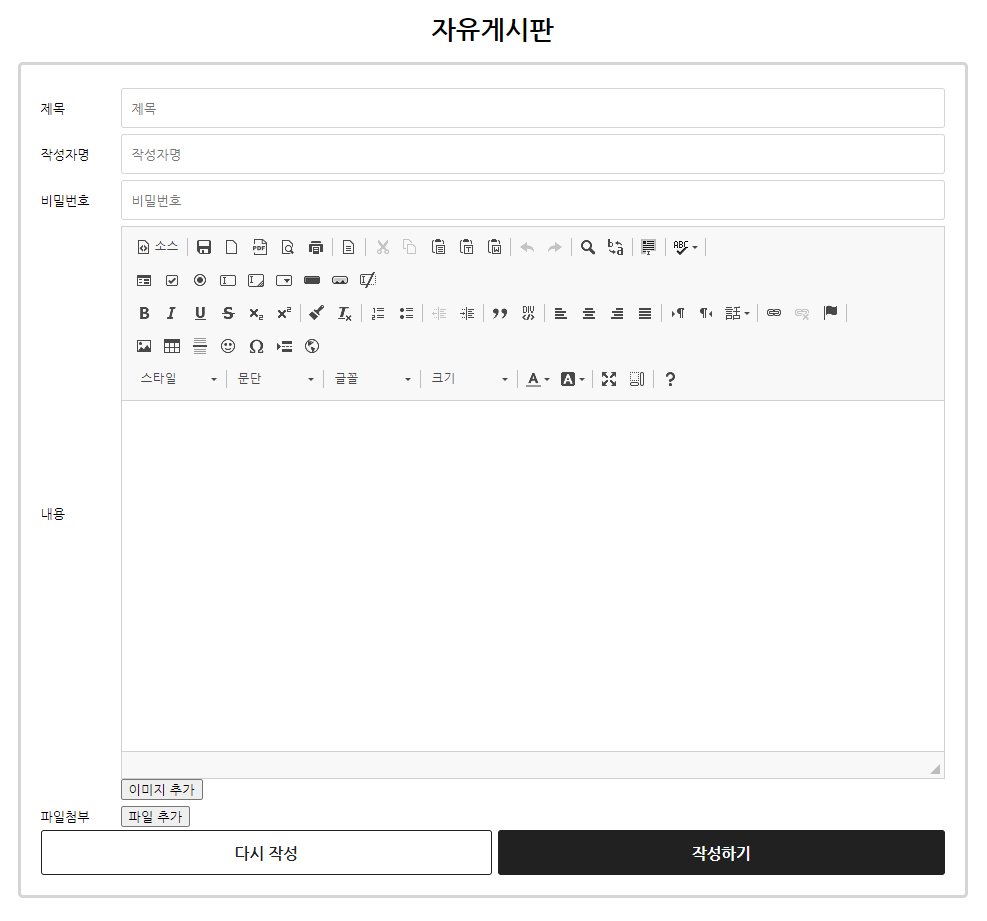 자유게시판
제목 제목
작성자명 작성자명
비밀번호 비밀번호
소스
스타일 문단 글꼴 크기
내용
이미지 추가
파일첨부 파일 추가
다시 작성 작성하기